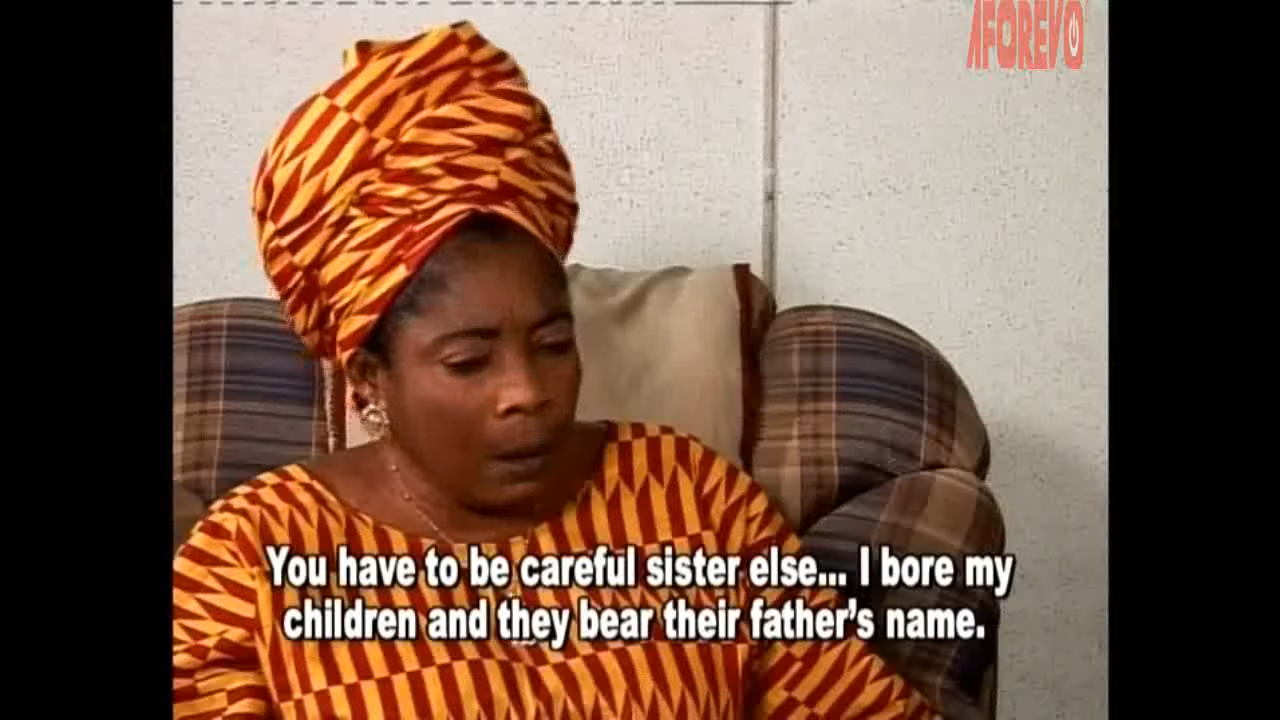 AFOREVO
You have to be careful sister else... I bore my
children and they bear their father's name.